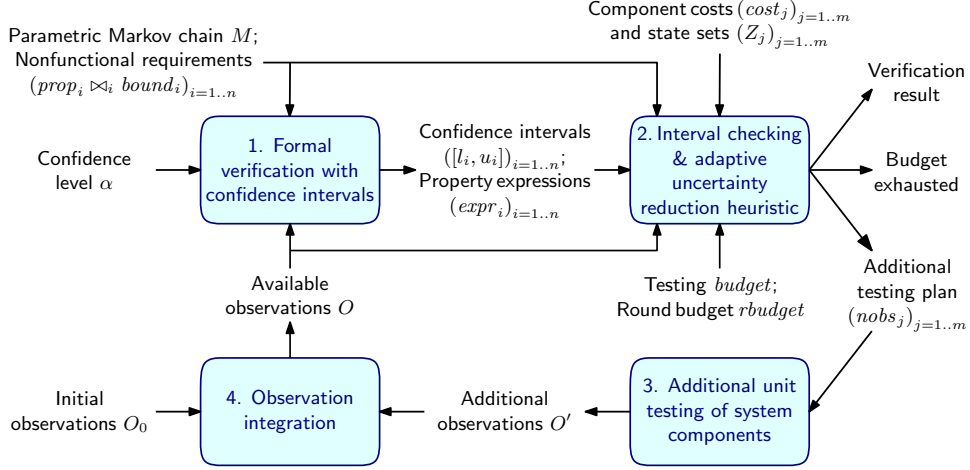 Parametric Markov chain M;
Nonfunctional requirements
(prop_i ⋈_i bound_i)_{i=1..n}
Component costs (cost_j)_{j=1..m}
and state sets (Z_j)_{j=1..m}
Confidence
level α
1. Formal
verification with
confidence intervals
Confidence intervals
([l_i, u_i])_{i=1..n};
Property expressions
(expr_i)_{i=1..n}
2. Interval checking
& adaptive
uncertainty
reduction heuristic
Verification
result
Budget
exhausted
Additional
testing plan
(nobs_j)_{j=1..m}
Available
observations O
Testing budget;
Round budget rbudget
Initial
observations O_0
4. Observation
integration
Additional
observations O′
3. Additional unit
testing of system
components